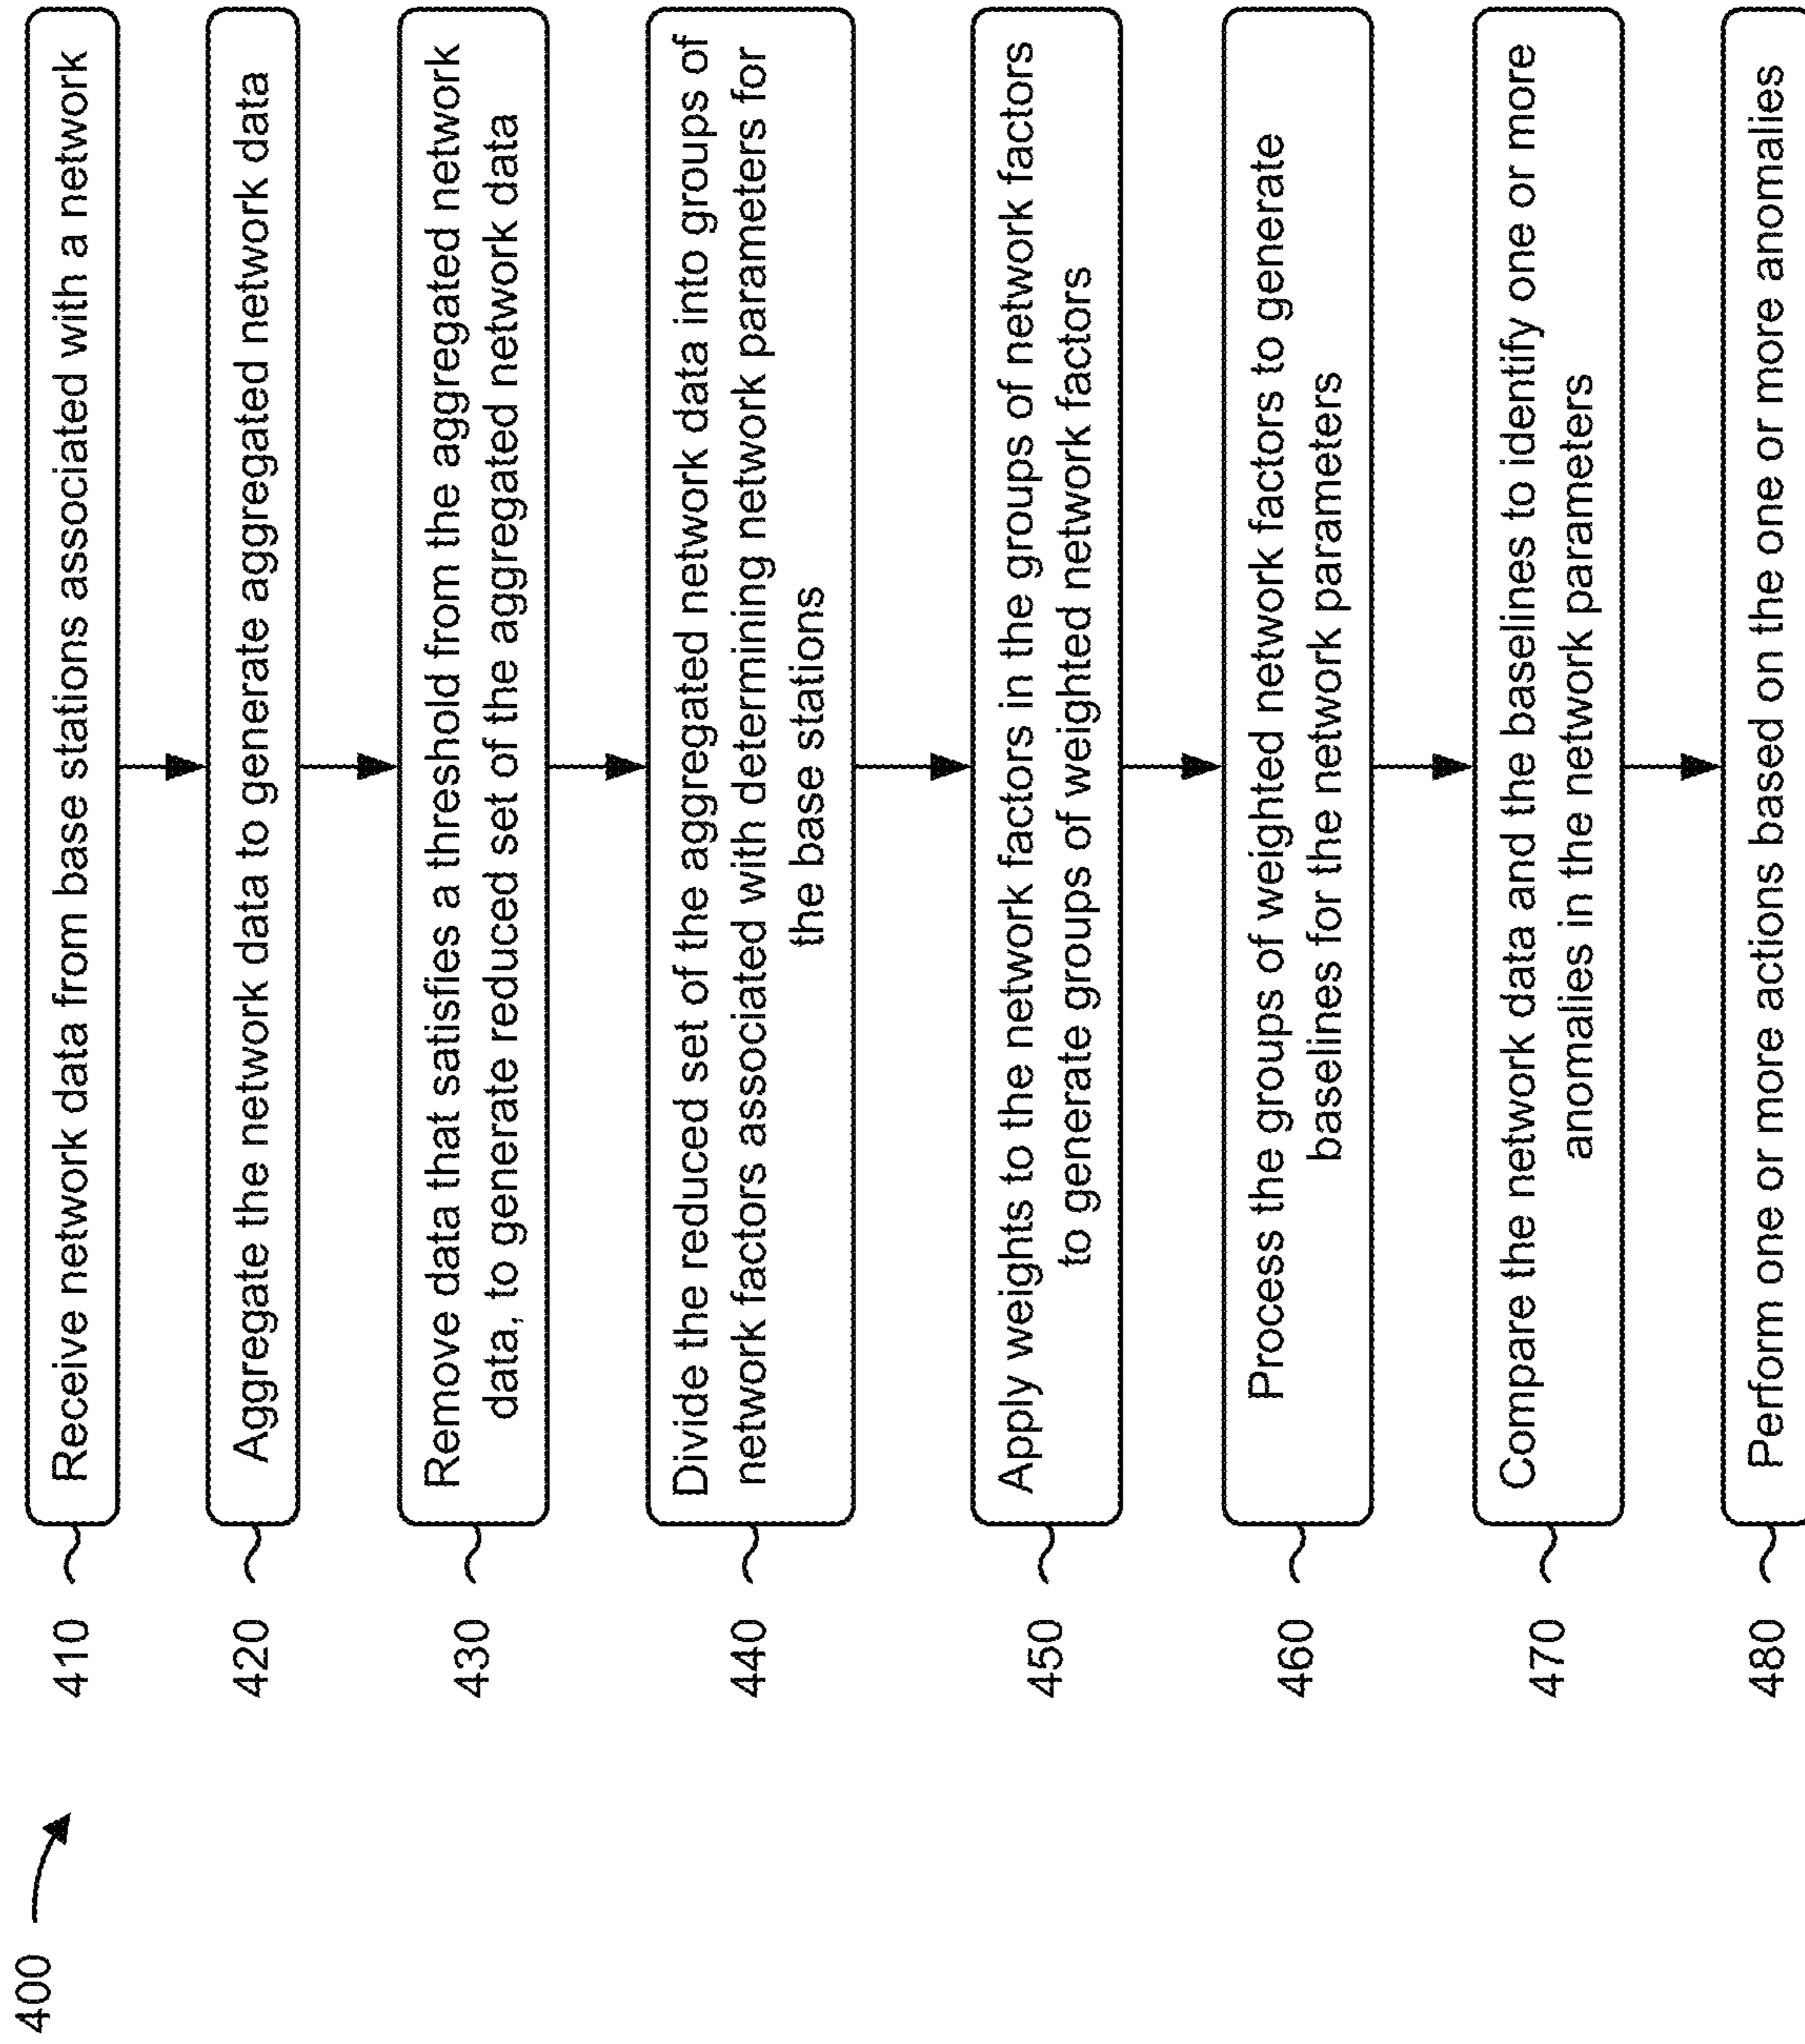 400
410
Receive network data from base stations associated with a network
420
Aggregate the network data to generate aggregated network data
430
Remove data that satisfies a threshold from the aggregated network
data, to generate reduced set of the aggregated network data
440
Divide the reduced set of the aggregated network data into groups of
network factors associated with determining network parameters for
the base stations
450
Apply weights to the network factors in the groups of network factors
to generate groups of weighted network factors
460
Process the groups of weighted network factors to generate
baselines for the network parameters
470
Compare the network data and the baselines to identify one or more
anomalies in the network parameters
480
Perform one or more actions based on the one or more anomalies